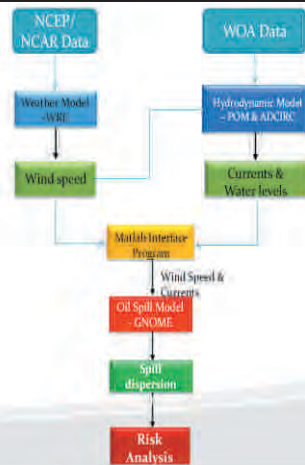 NCEP/
NCAR Data
WOA Data
Weather Model
-WRF
Hydrodynamic Model
- POM & ADCIRC
Wind speed
Currents &
Water levels
Matlab Interface
Program
Wind Speed &
Currents
Oil Spill Model
- GNOME
Spill
dispersion
Risk
Analysis